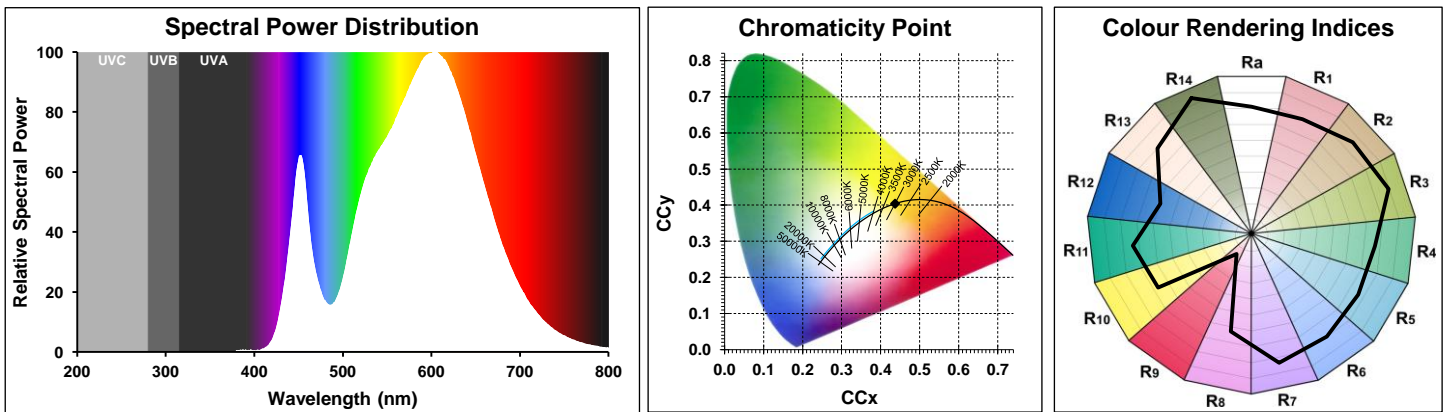 Spectral Power Distribution
100
80
60
40
20
0
UVC UVB UVA
Relative Spectral Power
200 300 400 500 600 700 800
Wavelength (nm)
Chromaticity Point
0.8
0.7
0.6
0.5
0.4
0.3
0.2
0.1
0.0
CCy
50000K
20000K
10000K
8000K
6000K
5000K
4000K
3500K
3000K
2500K
2000K
0.0 0.1 0.2 0.3 0.4 0.5 0.6 0.7
CCx
Colour Rendering Indices
Ra
R1
R2
R3
R4
R5
R6
R7
R8
R9
R10
R11
R12
R13
R14